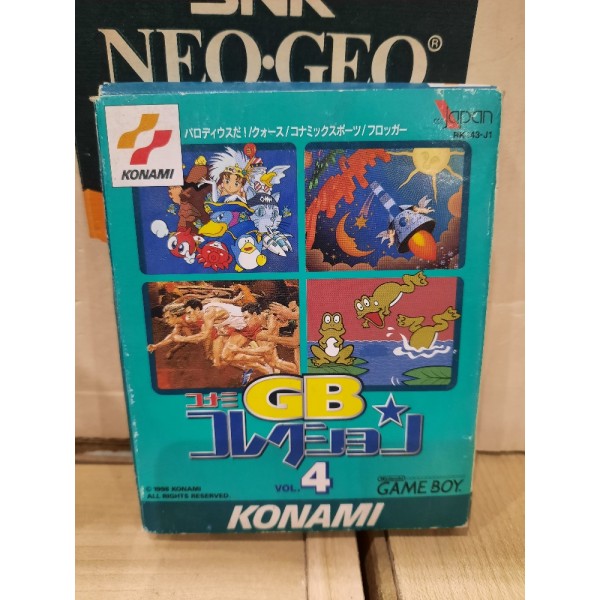 SNK
NEO·GEO®
KONAMI
パロディウスだ!/クォース/コナミックスポーツ/フロッガー
Japan
GB
コナミ
コレクション
VOL. 4
© 1998 KONAMI
ALL RIGHTS RESERVED.
GAME BOY
KONAMI